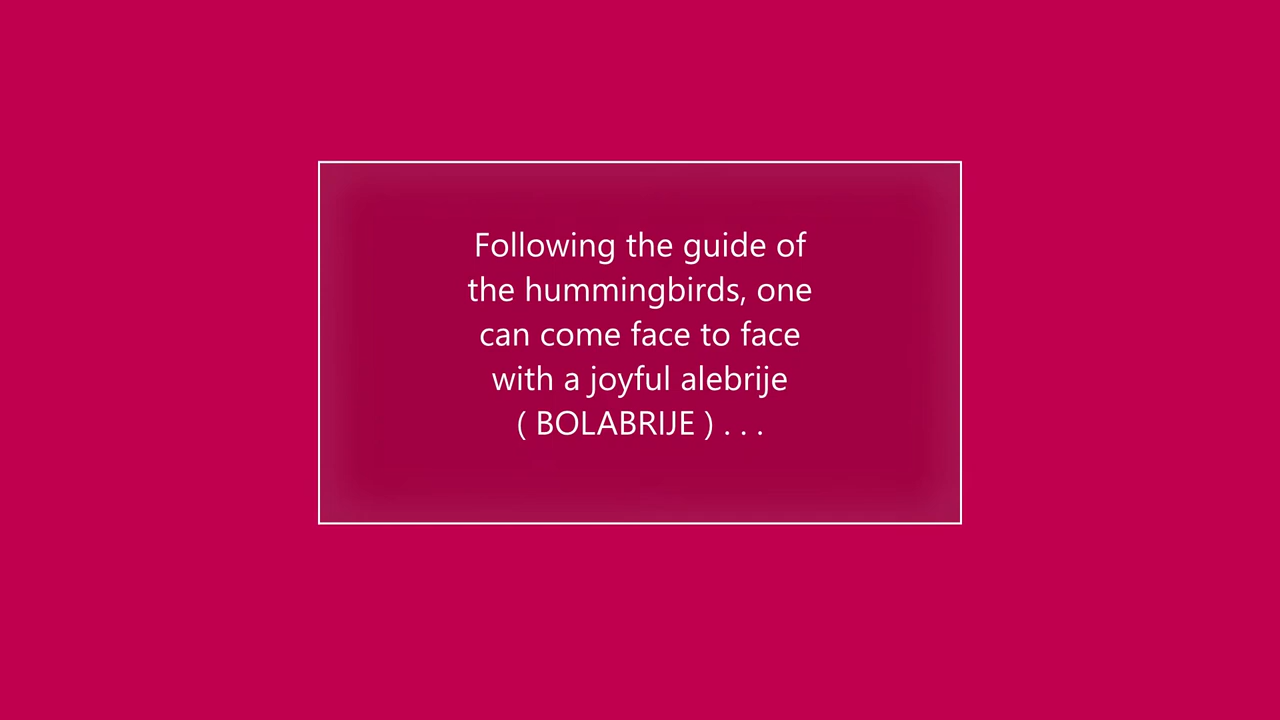 Following the guide of
the hummingbirds, one
can come face to face
with a joyful alebrije
( BOLABRIJE ) . . .